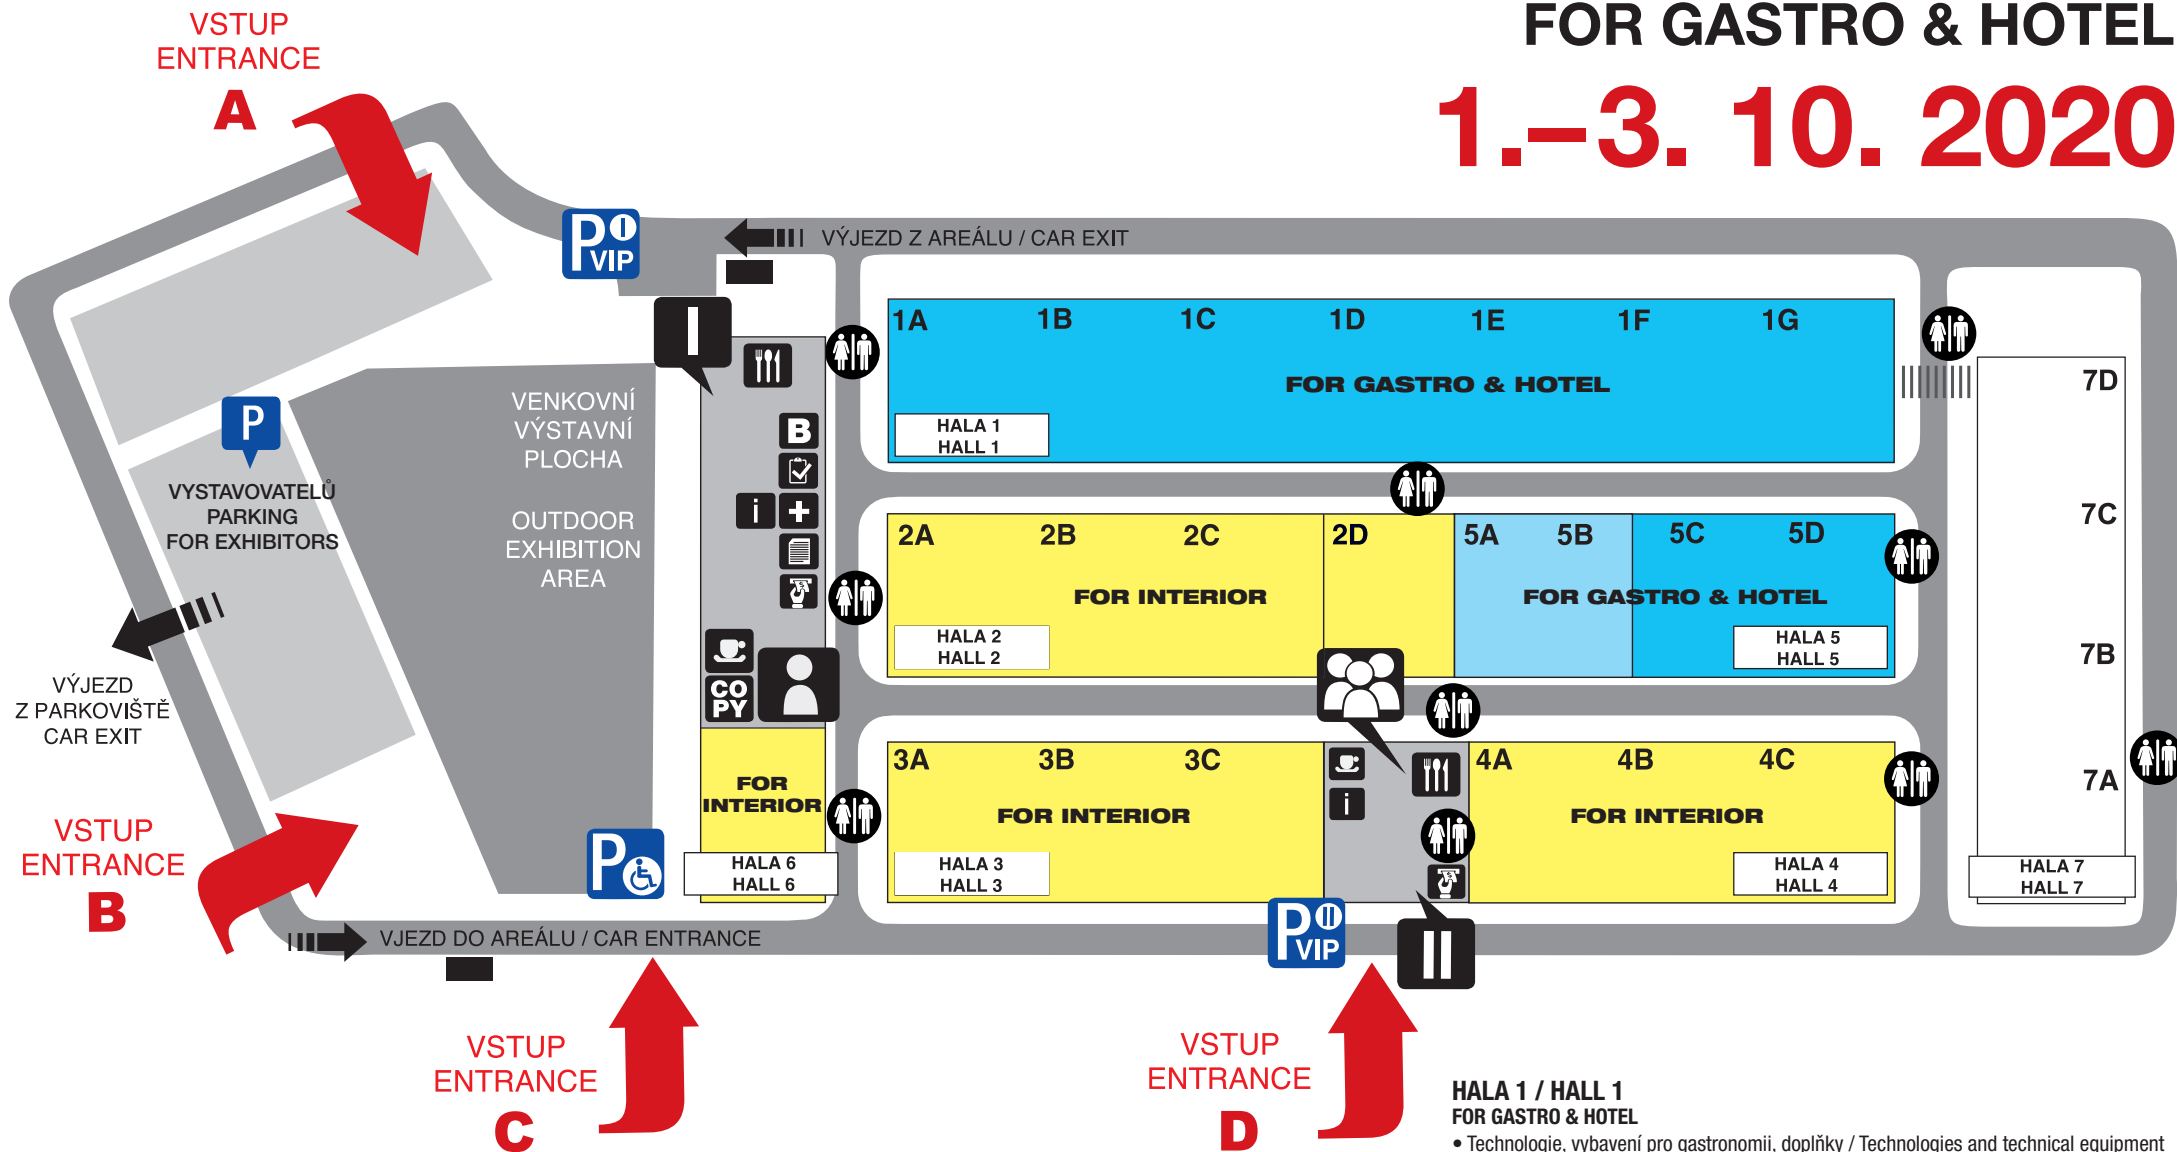 FOR GASTRO & HOTEL
1.–3. 10. 2020
VSTUP
ENTRANCE
A
P I
VIP
VÝJEZD Z AREÁLU / CAR EXIT
I
1A 1B 1C 1D 1E 1F 1G
FOR GASTRO & HOTEL
HALA 1
HALL 1
7D
7C
7B
7A
HALA 7
HALL 7
VENKOVNÍ
VÝSTAVNÍ
PLOCHA
OUTDOOR
EXHIBITION
AREA
P
VYSTAVOVATELŮ
PARKING
FOR EXHIBITORS
B
i
CO
PY
2A 2B 2C 2D
FOR INTERIOR
HALA 2
HALL 2
5A 5B 5C 5D
FOR GASTRO & HOTEL
HALA 5
HALL 5
VÝJEZD
Z PARKOVIŠTĚ
CAR EXIT
FOR
INTERIOR
HALA 6
HALL 6
3A 3B 3C
FOR INTERIOR
HALA 3
HALL 3
i
4A 4B 4C
FOR INTERIOR
HALA 4
HALL 4
VSTUP
ENTRANCE
B
P
P II
VIP
II
VJEZD DO AREÁLU / CAR ENTRANCE
VSTUP
ENTRANCE
C
VSTUP
ENTRANCE
D
HALA 1 / HALL 1
FOR GASTRO & HOTEL
• Technologie, vybavení pro gastronomii, doplňky / Technologies and technical equipment